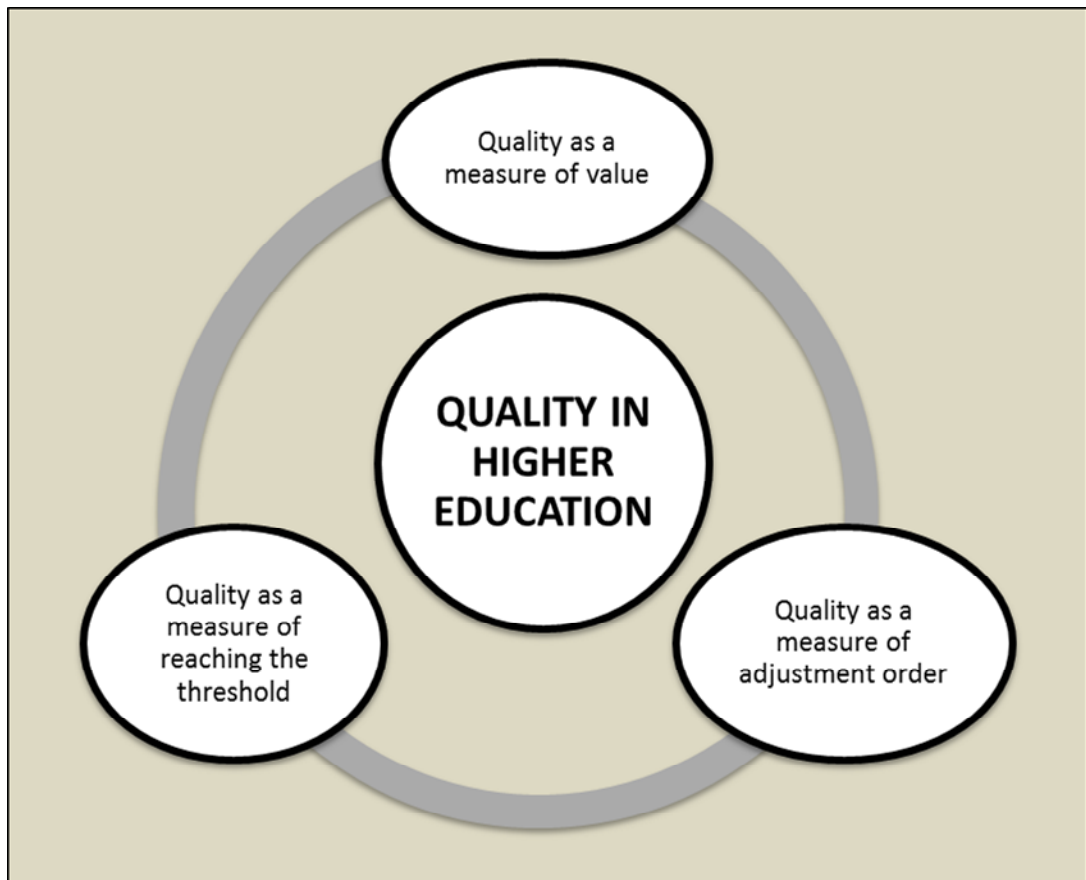 Quality as a
measure of value
QUALITY IN
HIGHER
EDUCATION
Quality as a
measure of
reaching the
threshold
Quality as a
measure of
adjustment order